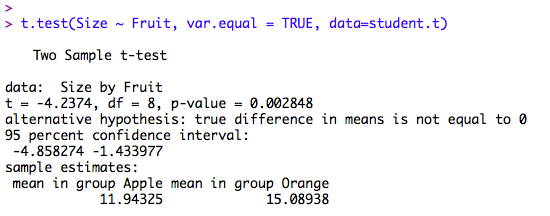 >
> t.test(Size ~ Fruit, var.equal = TRUE, data=student.t)
Two Sample t-test
data:  Size by Fruit
t = -4.2374, df = 8, p-value = 0.002848
alternative hypothesis: true difference in means is not equal to 0
95 percent confidence interval:
 -4.858274 -1.433977
sample estimates:
 mean in group Apple mean in group Orange
            11.94325             15.08938